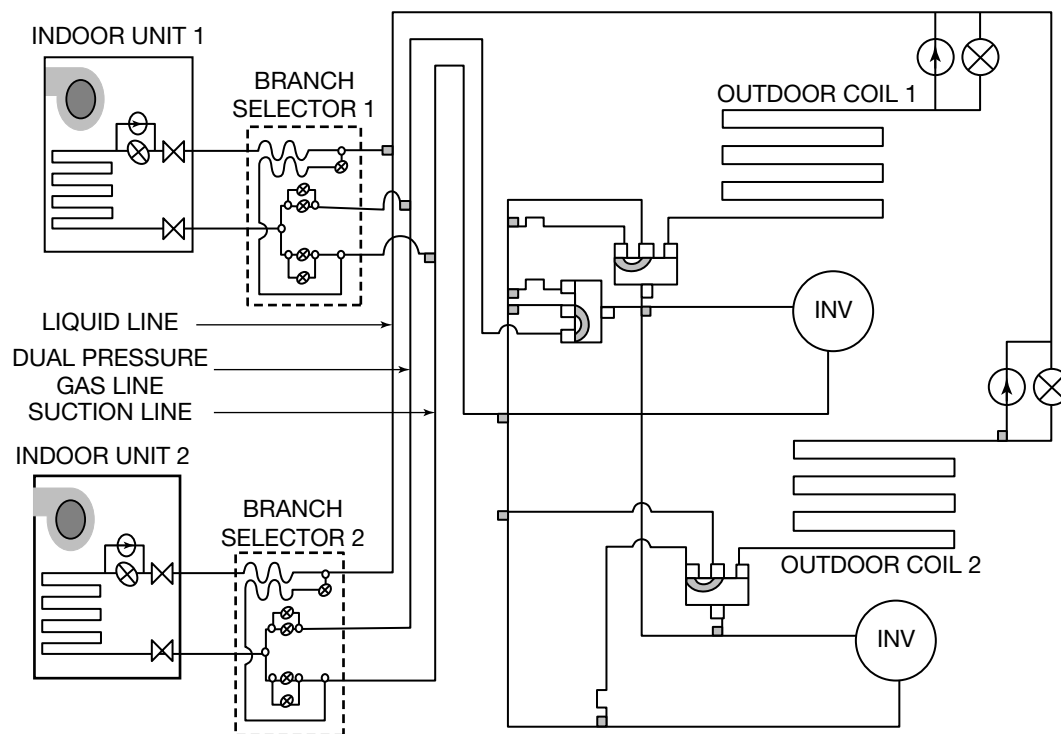 INDOOR UNIT 1
BRANCH
SELECTOR 1
OUTDOOR COIL 1
INV
LIQUID LINE
DUAL PRESSURE
GAS LINE
SUCTION LINE
INDOOR UNIT 2
BRANCH
SELECTOR 2
OUTDOOR COIL 2
INV